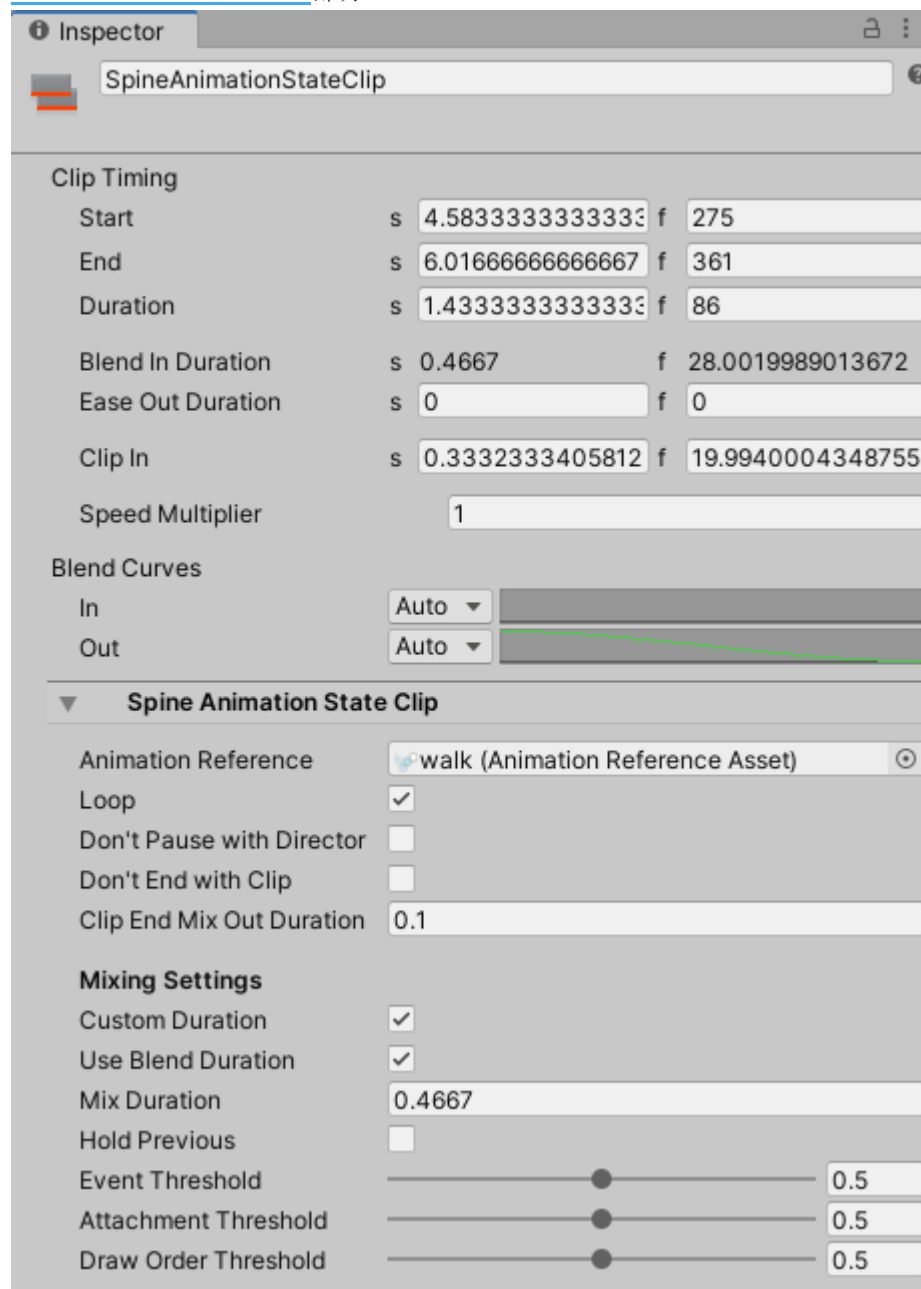 Inspector
SpineAnimationStateClip
Clip Timing
Start s 4.5833333333333 f 275
End s 6.01666666666667 f 361
Duration s 1.4333333333333 f 86
Blend In Duration s 0.4667 f 28.0019989013672
Ease Out Duration s 0 f 0
Clip In s 0.3332333405812 f 19.9940004348755
Speed Multiplier 1
Blend Curves
In Auto
Out Auto
Spine Animation State Clip
Animation Reference walk (Animation Reference Asset)
Loop
Don't Pause with Director
Don't End with Clip
Clip End Mix Out Duration 0.1
Mixing Settings
Custom Duration
Use Blend Duration
Mix Duration 0.4667
Hold Previous
Event Threshold 0.5
Attachment Threshold 0.5
Draw Order Threshold 0.5